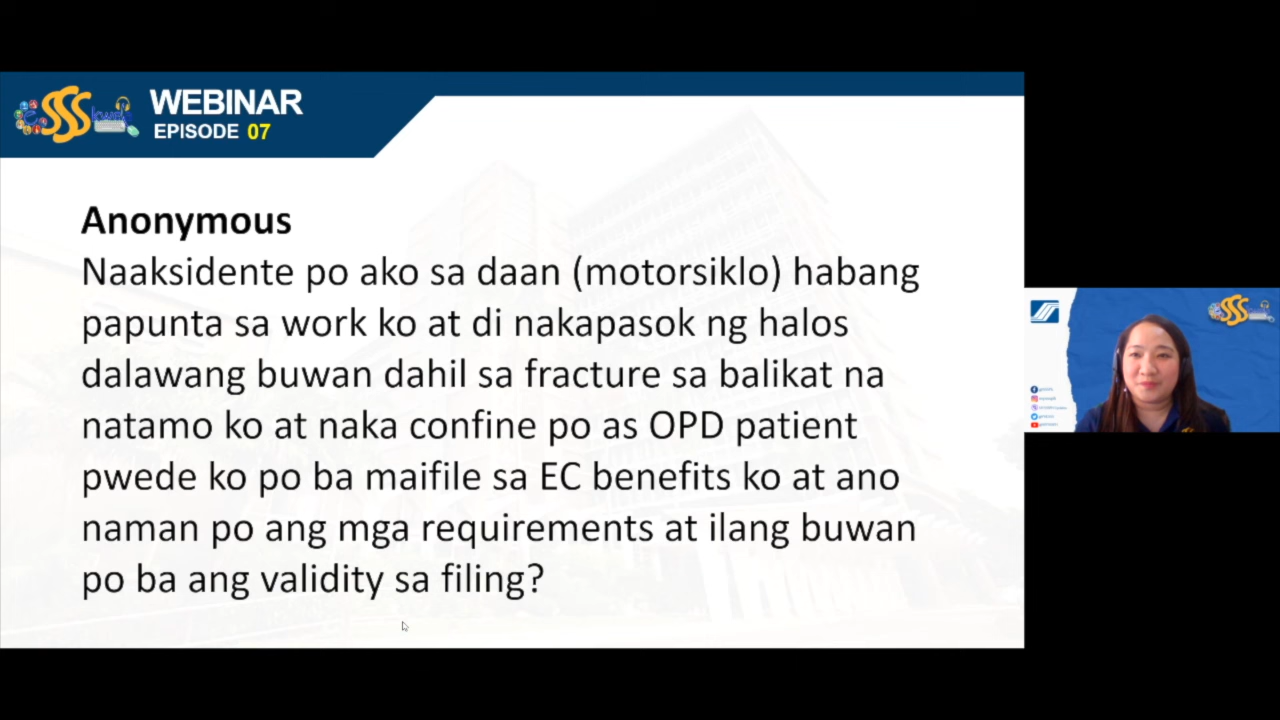 SSS
WEBINAR
EPISODE 07
Anonymous
Naaksidente po ako sa daan (motorsiklo) habang
papunta sa work ko at di nakapasok ng halos
dalawang buwan dahil sa fracture sa balikat na
natamo ko at naka confine po as OPD patient
pwede ko po ba maifile sa EC benefits ko at ano
naman po ang mga requirements at ilang buwan
po ba ang validity sa filing?
SSS